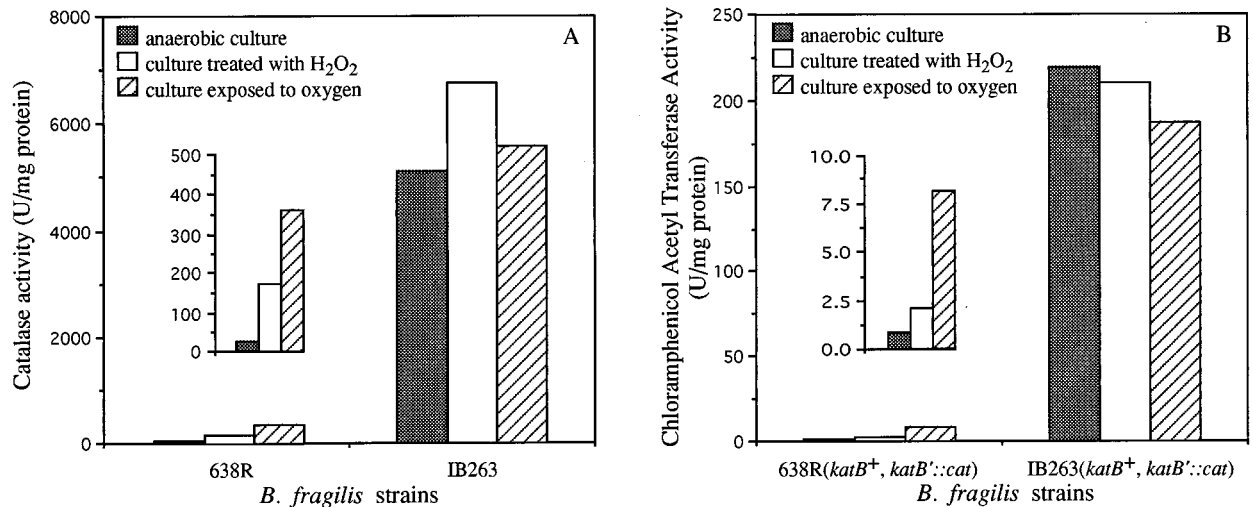 A
Catalase activity (U/mg protein)
8000
6000
4000
2000
0
anaerobic culture
culture treated with H₂O₂
culture exposed to oxygen
500
400
300
200
100
0
638R
IB263
B. fragilis strains
B
Chloramphenicol Acetyl Transferase Activity
(U/mg protein)
250
200
150
100
50
0
anaerobic culture
culture treated with H₂O₂
culture exposed to oxygen
10.0
7.5
5.0
2.5
0.0
638R(katB⁺, katB'::cat)
IB263(katB⁺, katB'::cat)
B. fragilis strains